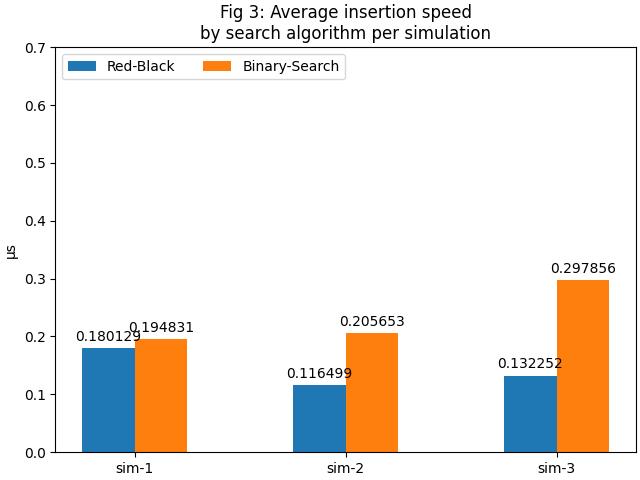 Fig 3: Average insertion speed
by search algorithm per simulation
0.7
Red-Black
Binary-Search
0.6
0.5
0.4
µs
0.3
0.297856
0.2
0.180129
0.194831
0.205653
0.116499
0.132252
0.1
0.0
sim-1
sim-2
sim-3